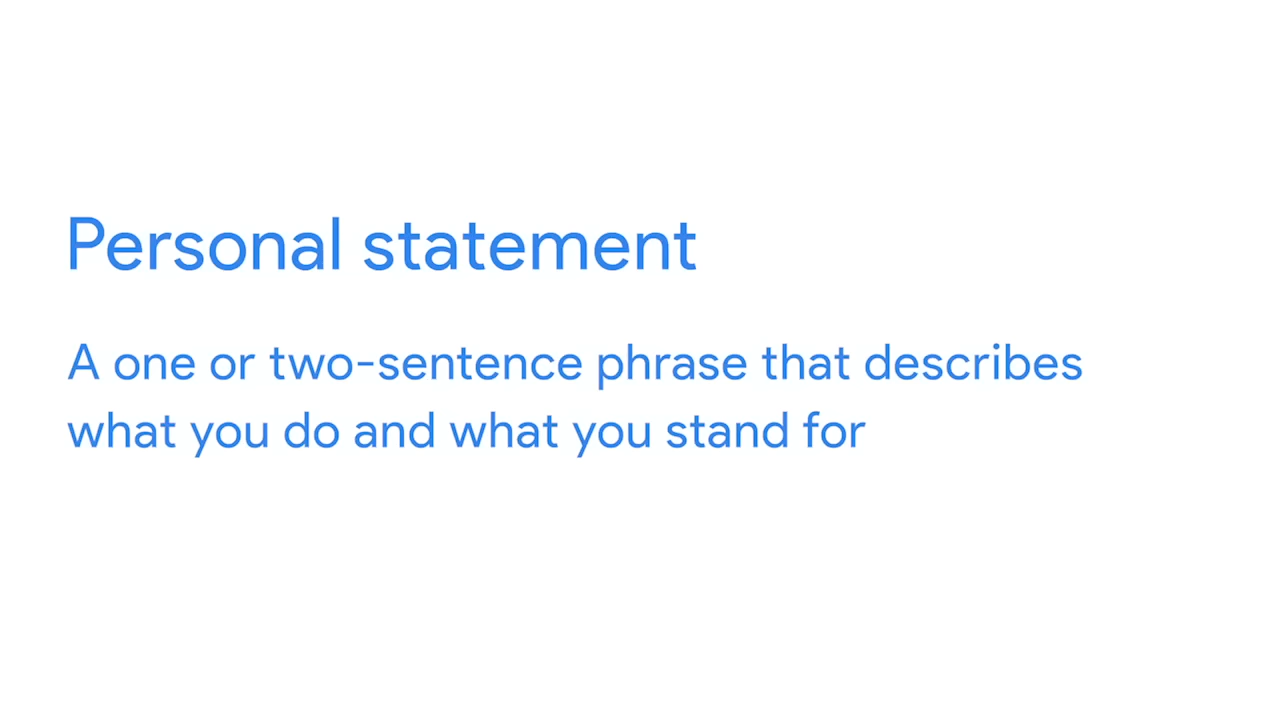 Personal statement
A one or two-sentence phrase that describes
what you do and what you stand for